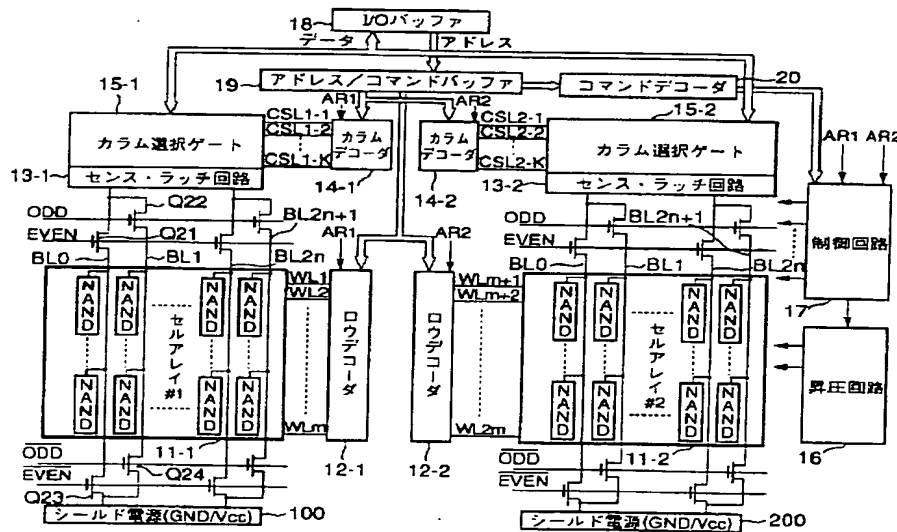 18 I/Oバッファ
データ アドレス
19 アドレス/コマンドバッファ コマンドデコーダ 20
15-1 AR1 AR2 15-2
カラム選択ゲート CSL1-1 CSL1-2 CSL1-K カラムデコーダ カラムデコーダ CSL2-1 CSL2-2 CSL2-K カラム選択ゲート AR1 AR2
13-1 センス・ラッチ回路 14-1 14-2 13-2 センス・ラッチ回路
Q22
ODD BL2n+1 ODD BL2n+1 制御回路
EVEN Q21 AR1 AR2 EVEN
BL0 BL1 BL2n BL0 BL1 BL2n
17
WL1 WLm+1
WL2 WLm+2
NAND NAND NAND NAND NAND NAND NAND NAND
セルアレイ#1 ロウデコーダ ロウデコーダ セルアレイ#2 昇圧回路
NAND NAND NAND NAND NAND NAND NAND NAND
WLm WL2m
11-1 12-1 12-2 11-2 16
ODD ODD
Q24
EVEN EVEN
Q23
シールド電源(GND/Vcc) 100 シールド電源(GND/Vcc) 200